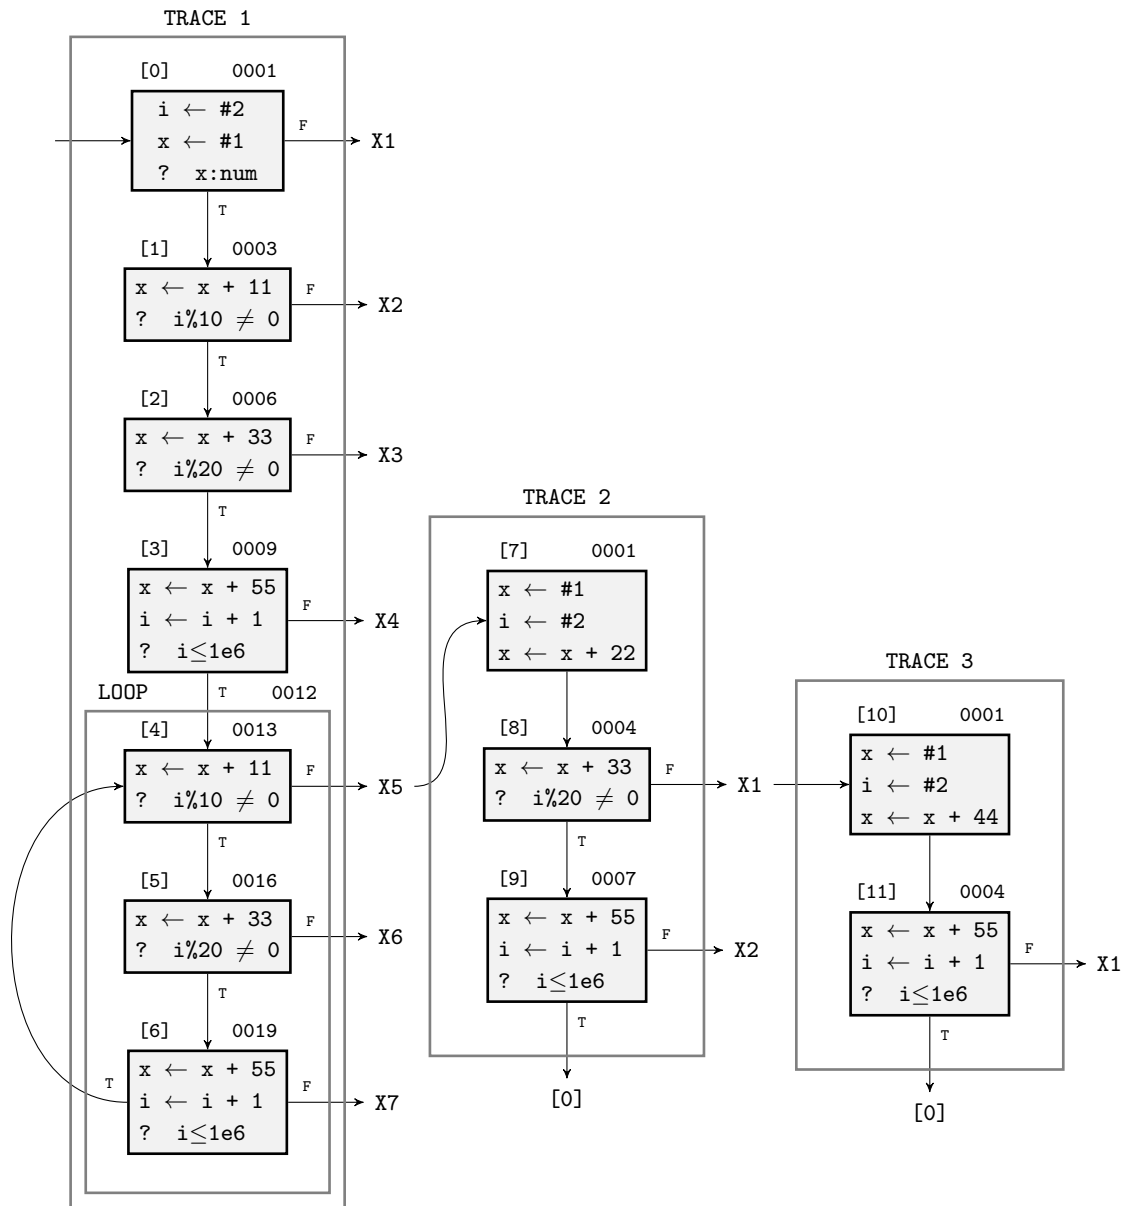 TRACE 1
[0] 0001
i ← #2
x ← #1
? x:num
F
X1
T
[1] 0003
x ← x + 11
? i%10 ≠ 0
F
X2
T
[2] 0006
x ← x + 33
? i%20 ≠ 0
F
X3
T
[3] 0009
x ← x + 55
i ← i + 1
? i≤1e6
F
X4
T
LOOP 0012
[4] 0013
x ← x + 11
? i%10 ≠ 0
F
X5
T
[5] 0016
x ← x + 33
? i%20 ≠ 0
F
X6
T
[6] 0019
x ← x + 55
i ← i + 1
? i≤1e6
T
F
X7
TRACE 2
[7] 0001
x ← #1
i ← #2
x ← x + 22
[8] 0004
x ← x + 33
? i%20 ≠ 0
F
X1
T
[9] 0007
x ← x + 55
i ← i + 1
? i≤1e6
F
X2
T
[0]
TRACE 3
[10] 0001
x ← #1
i ← #2
x ← x + 44
[11] 0004
x ← x + 55
i ← i + 1
? i≤1e6
F
X1
T
[0]